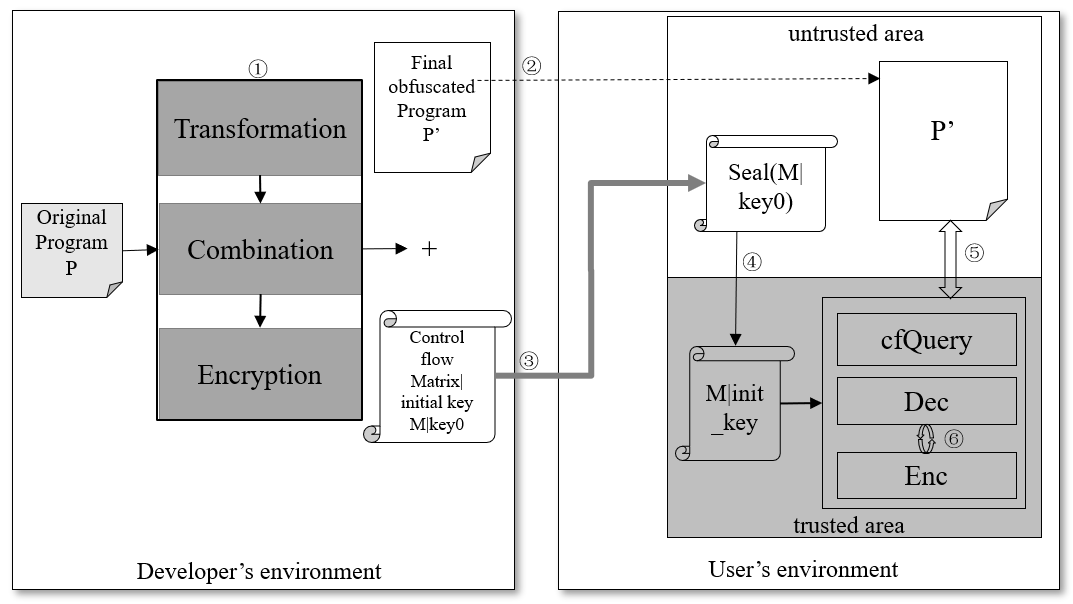 ①
Transformation
Combination
Encryption
Original
Program
P
Final
obfuscated
Program
P’
+
Control
flow
Matrix|
initial key
M|key0
Developer’s environment
②
③
untrusted area
P’
Seal(M|
key0)
④
⑤
M|init
_key
cfQuery
Dec
⑥
Enc
trusted area
User’s environment